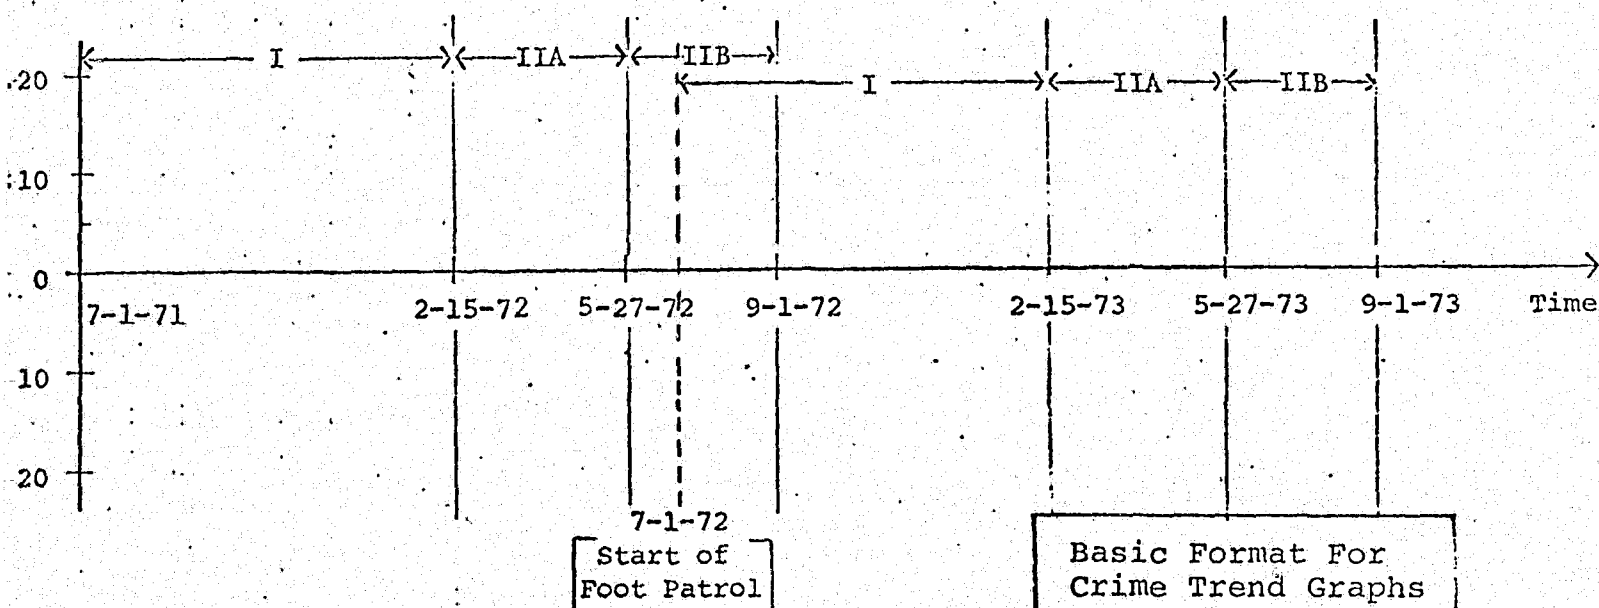 I IIA IIB
20 I IIA IIB
10
0
7-1-71 2-15-72 5-27-72 9-1-72 2-15-73 5-27-73 9-1-73 Time
10
20
7-1-72
Start of
Foot Patrol
Basic Format For
Crime Trend Graphs